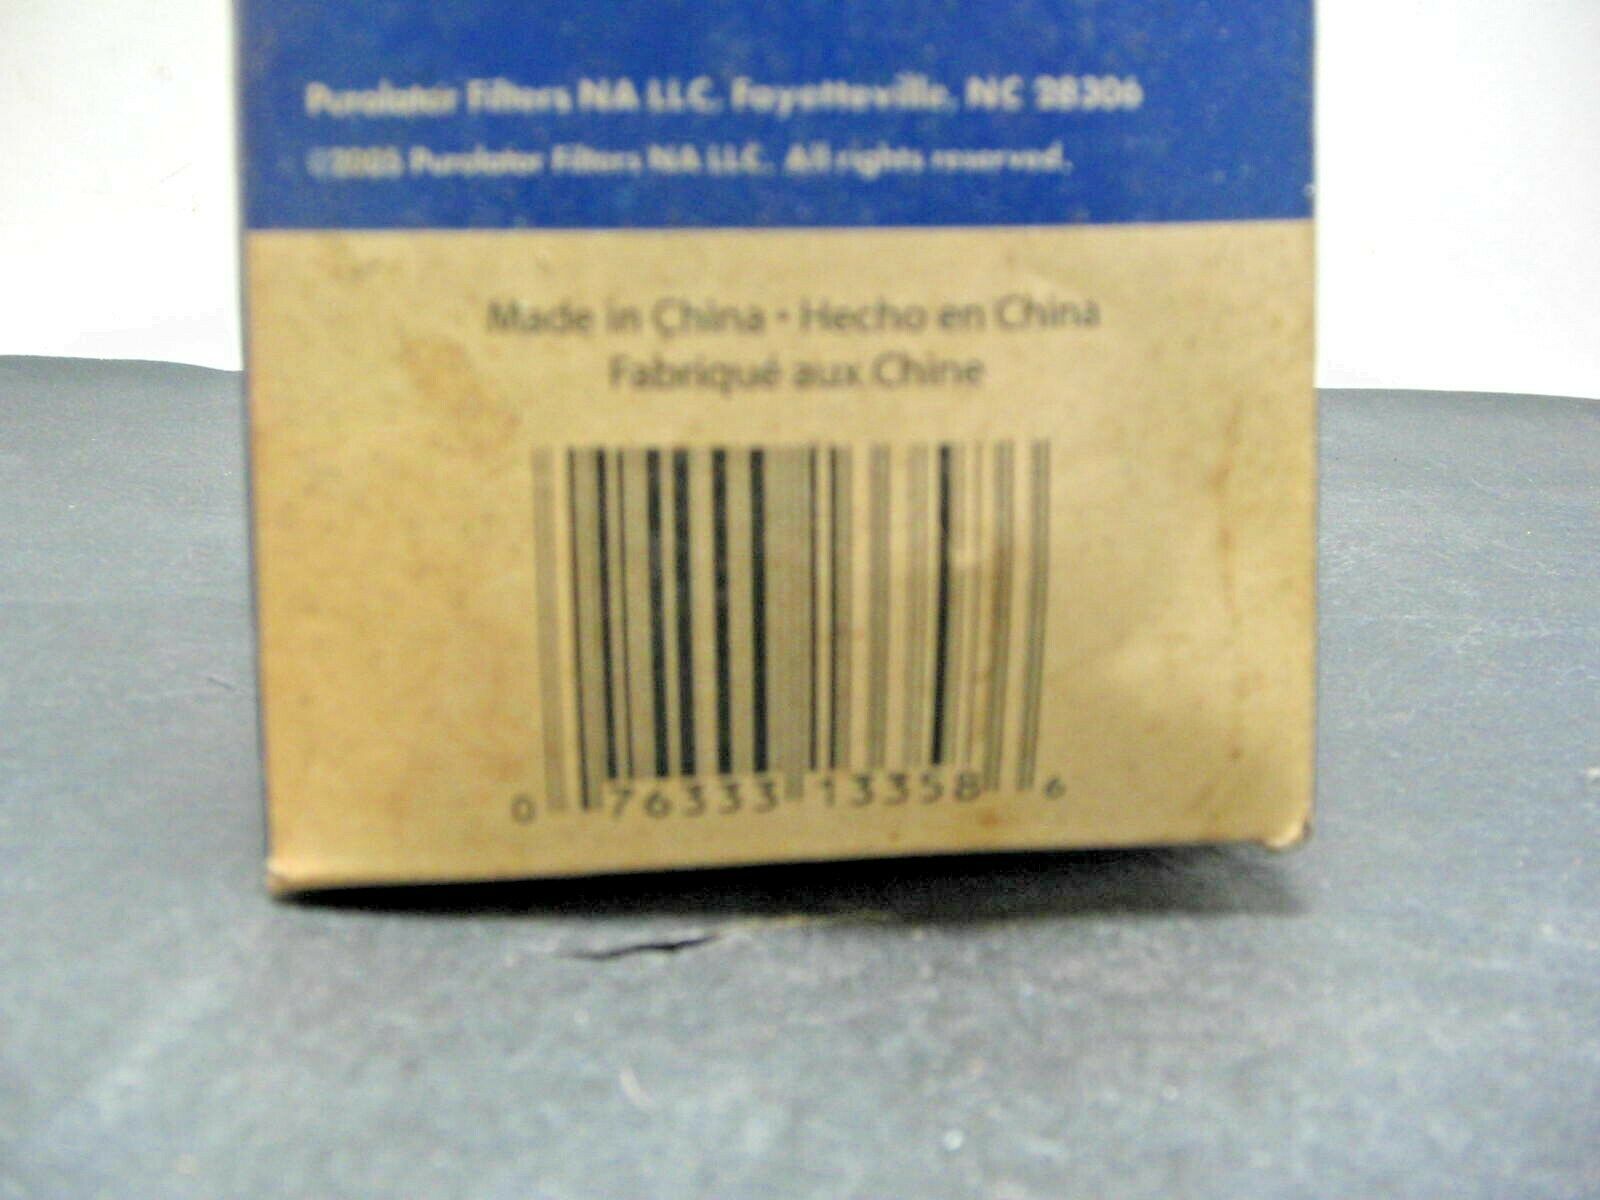 Purolator Filters NA LLC. Fayetteville, NC 28306
©2005 Purolator Filters NA LLC. All rights reserved.
Made in China • Hecho en China
Fabriqué aux Chine
0 76333 13358 6